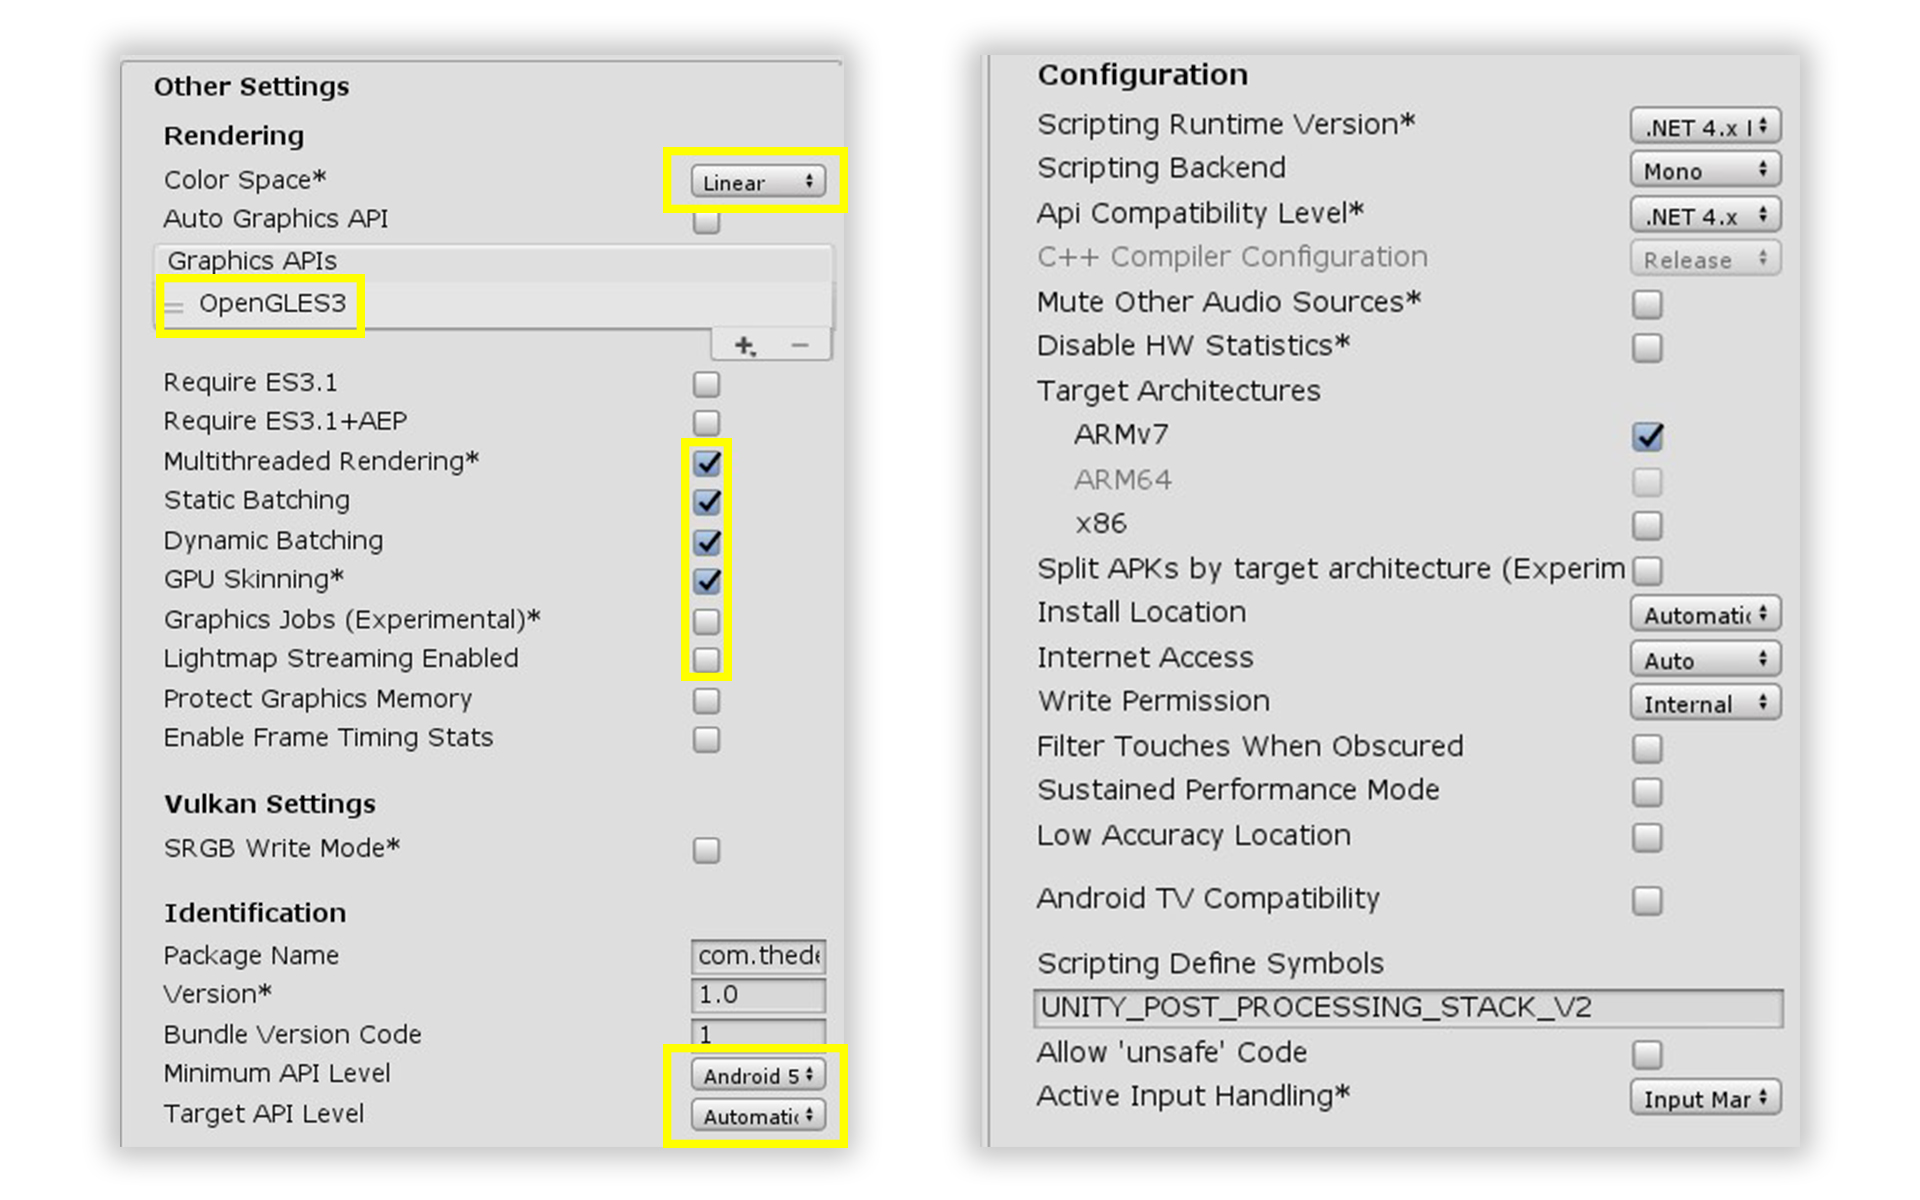 Other Settings
Rendering
Color Space* Linear
Auto Graphics API
Graphics APIs
OpenGLES3
+ −
Require ES3.1
Require ES3.1+AEP
Multithreaded Rendering*
Static Batching
Dynamic Batching
GPU Skinning*
Graphics Jobs (Experimental)*
Lightmap Streaming Enabled
Protect Graphics Memory
Enable Frame Timing Stats
Vulkan Settings
SRGB Write Mode*
Identification
Package Name com.thede
Version* 1.0
Bundle Version Code 1
Minimum API Level Android 5
Target API Level Automatic
Configuration
Scripting Runtime Version* .NET 4.x
Scripting Backend Mono
Api Compatibility Level* .NET 4.x
C++ Compiler Configuration Release
Mute Other Audio Sources*
Disable HW Statistics*
Target Architectures
ARMv7
ARM64
x86
Split APKs by target architecture (Experim
Install Location Automatic
Internet Access Auto
Write Permission Internal
Filter Touches When Obscured
Sustained Performance Mode
Low Accuracy Location
Android TV Compatibility
Scripting Define Symbols
UNITY_POST_PROCESSING_STACK_V2
Allow 'unsafe' Code
Active Input Handling* Input Mar